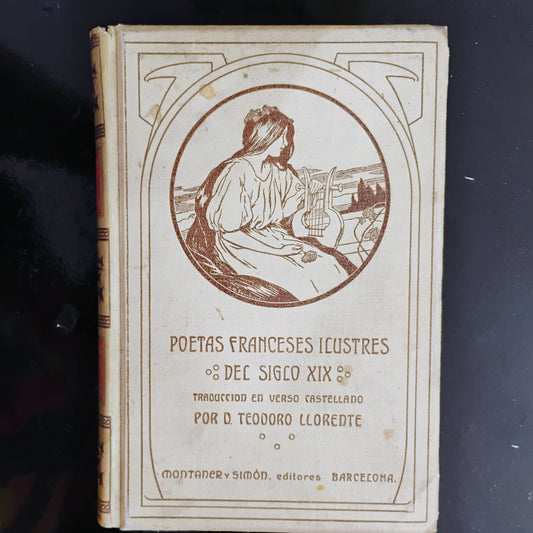 POETAS FRANCESES ILUSTRES
DEL SIGLO XIX
TRADUCCION EN VERSO CASTELLANO
POR D. TEODORO LLORENTE
MONTANER Y SIMÓN, editores BARCELONA.